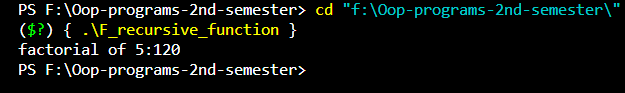 PS F:\Oop-programs-2nd-semester> cd "f:\Oop-programs-2nd-semester\"
($?) { .\F_recursive_function }
factorial of 5:120
PS F:\Oop-programs-2nd-semester>